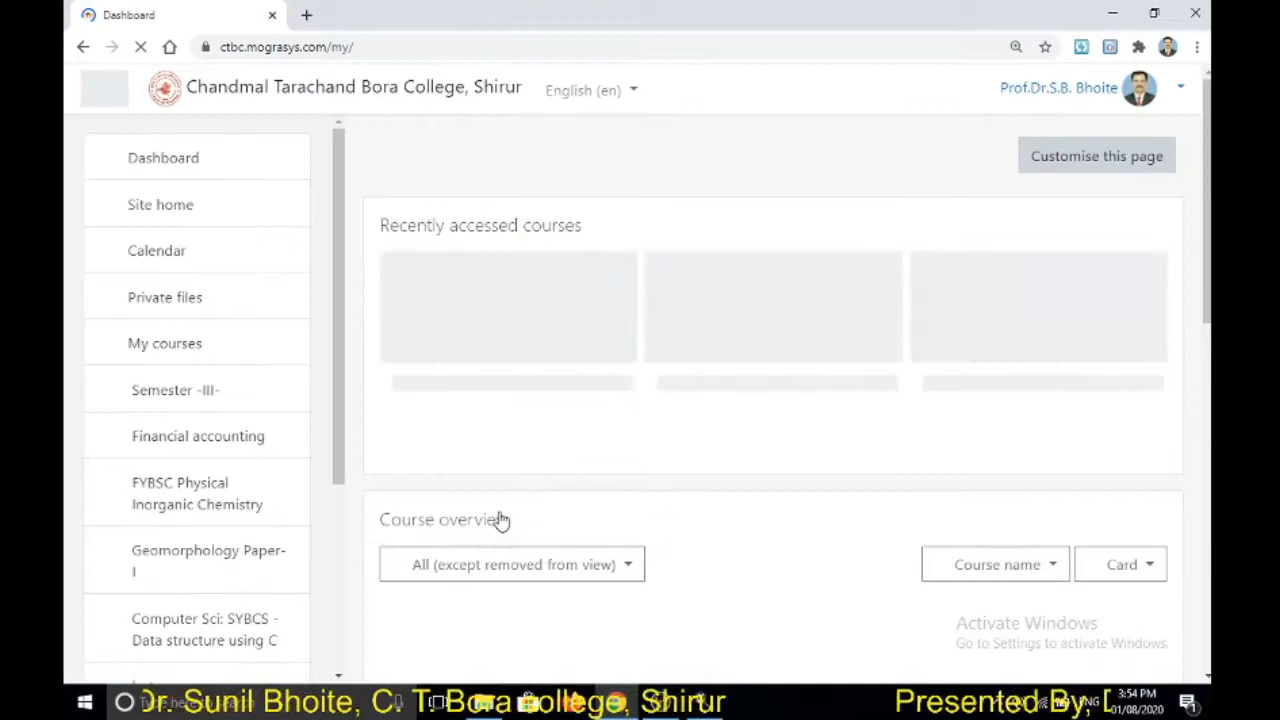 Dashboard
ctbc.mograsys.com/my/
Chandmal Tarachand Bora College, Shirur
English (en)
Prof.Dr.S.B. Bhoite
Customise this page
Dashboard
Site home
Calendar
Private files
My courses
Semester -III-
Financial accounting
FYBSC Physical
Inorganic Chemistry
Geomorphology Paper-
I
Computer Sci: SYBCS -
Data structure using C
Recently accessed courses
Course overview
All (except removed from view)
Course name
Card
Activate Windows
Go to Settings to activate Windows.
Dr. Sunil Bhoite, C. T. Bora college, Shirur
Presented By; D
ENG
3:54 PM
01/08/2020